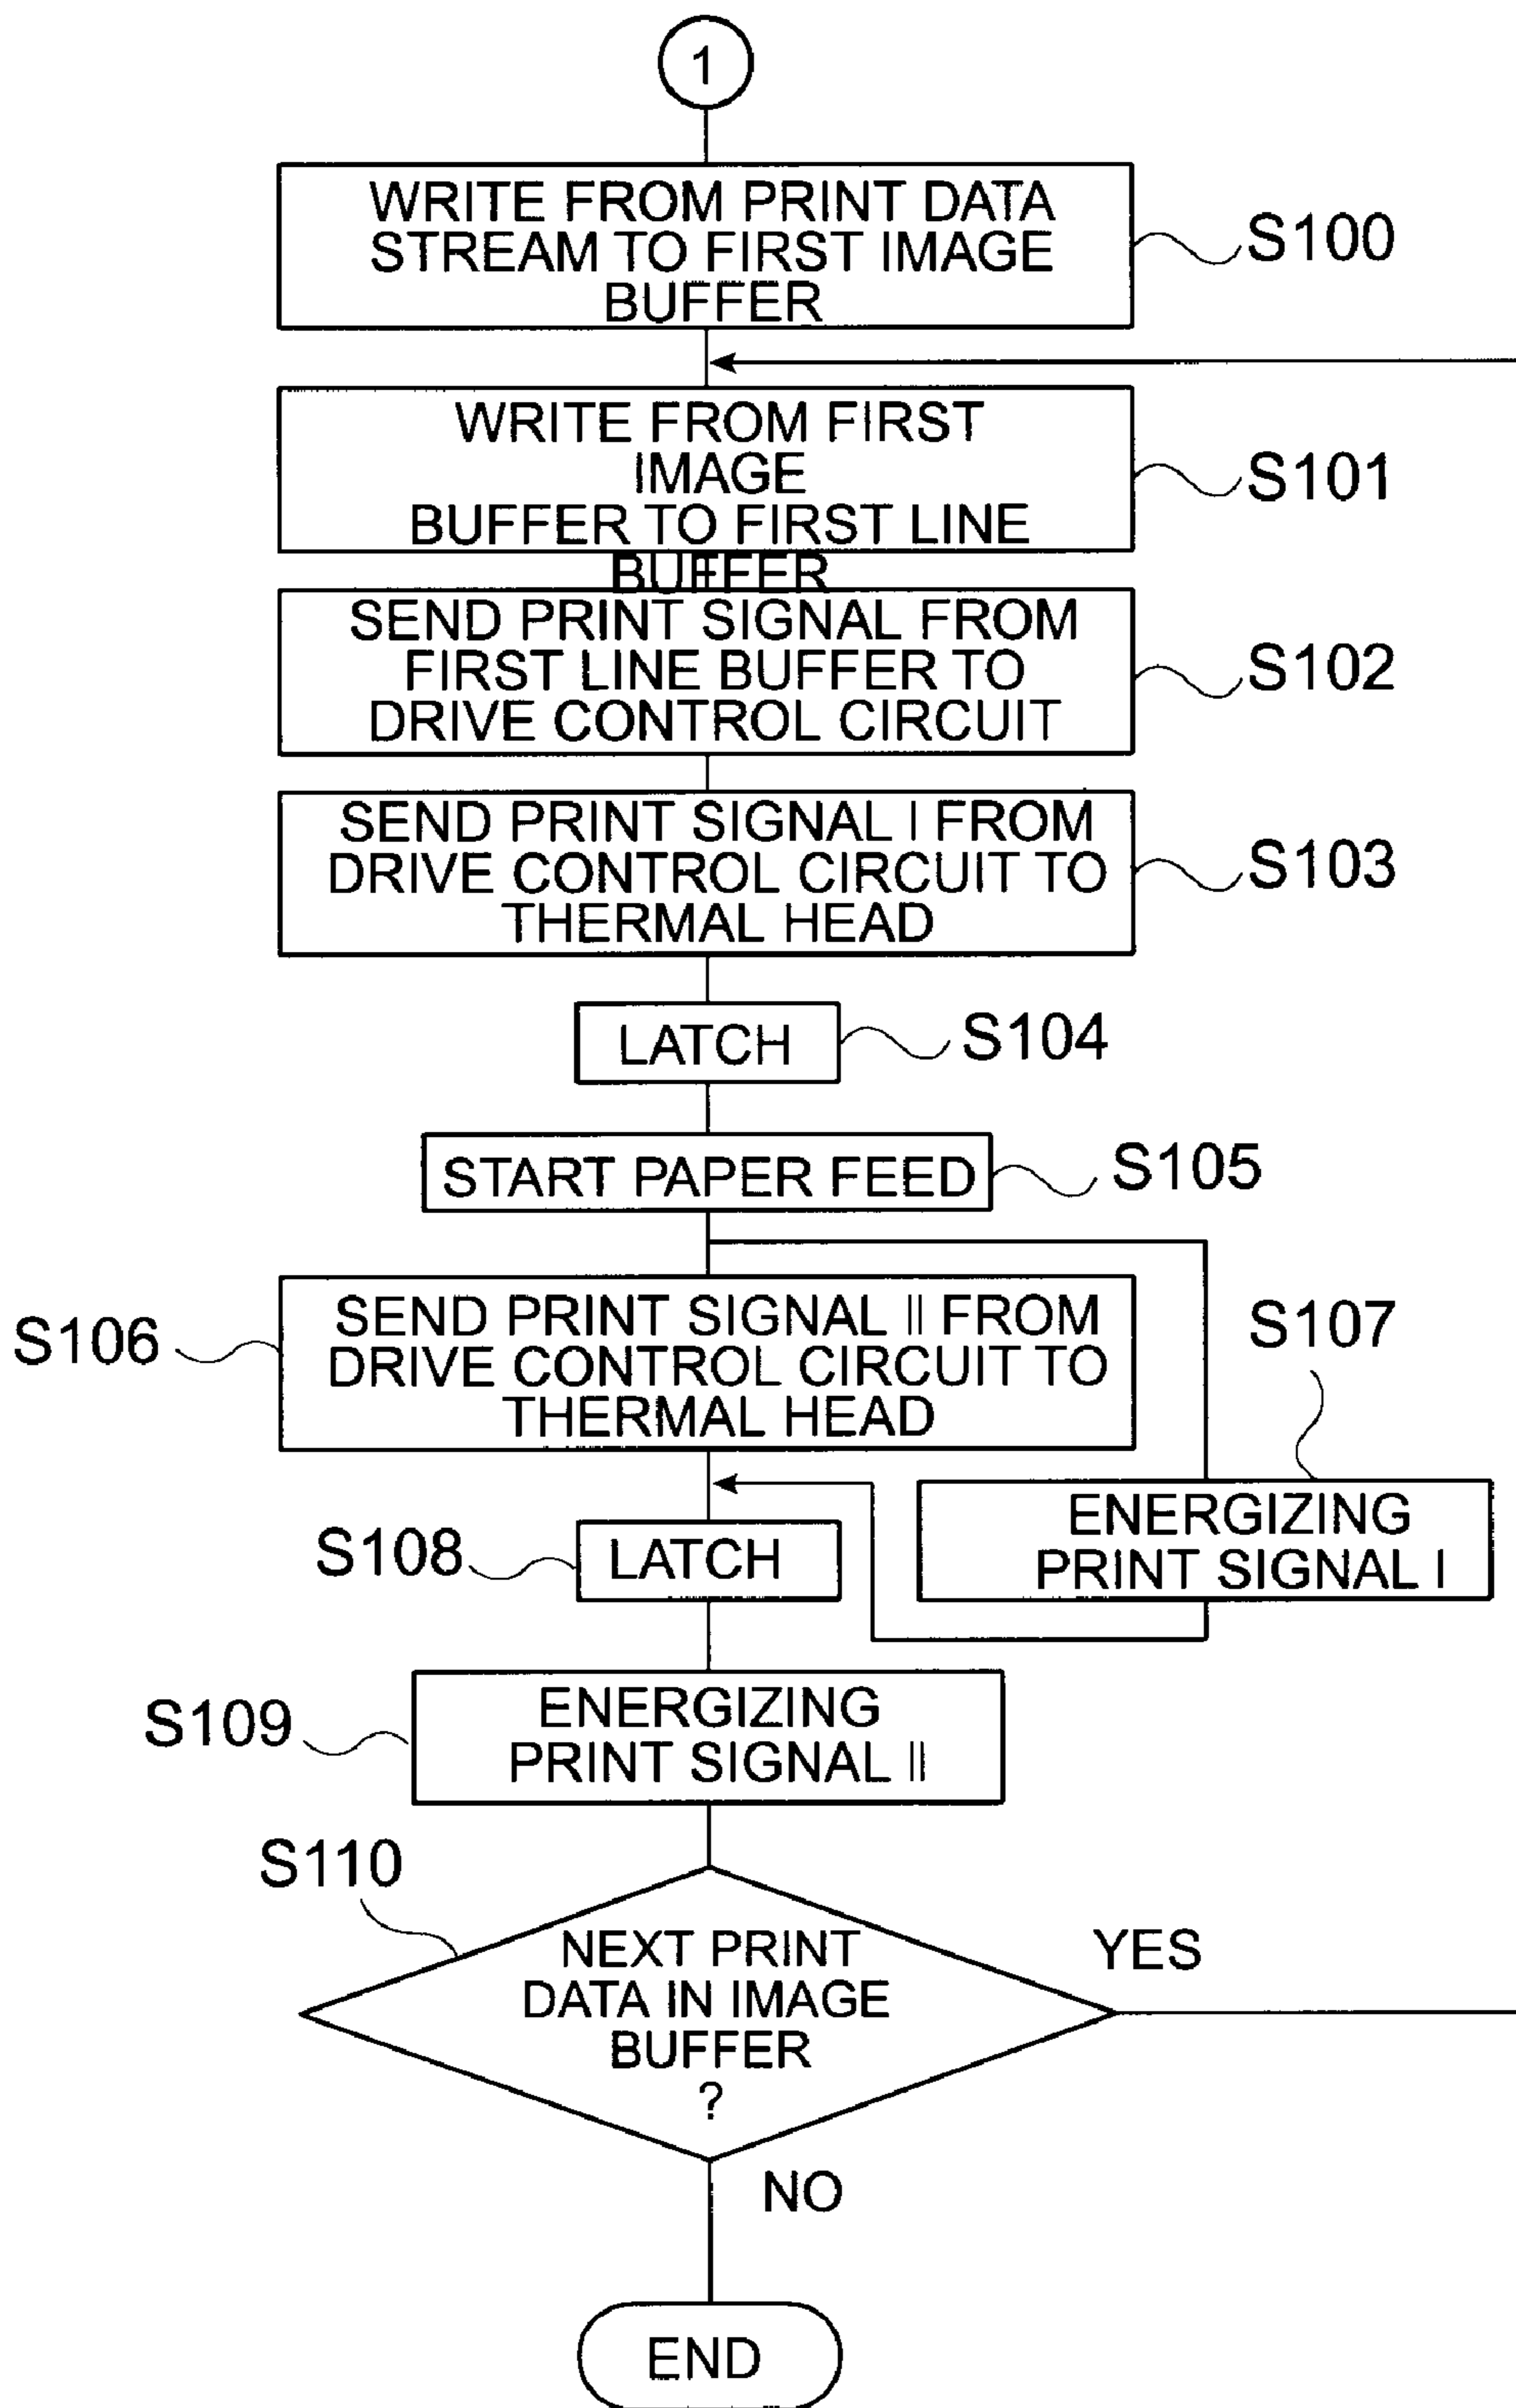 1
WRITE FROM PRINT DATA
STREAM TO FIRST IMAGE
BUFFER
S100
WRITE FROM FIRST
IMAGE
BUFFER TO FIRST LINE
BUFFER
S101
SEND PRINT SIGNAL FROM
FIRST LINE BUFFER TO
DRIVE CONTROL CIRCUIT
S102
SEND PRINT SIGNAL I FROM
DRIVE CONTROL CIRCUIT TO
THERMAL HEAD
S103
LATCH
S104
START PAPER FEED
S105
S106
SEND PRINT SIGNAL II FROM
DRIVE CONTROL CIRCUIT TO
THERMAL HEAD
S107
ENERGIZING
PRINT SIGNAL I
S108
LATCH
S109
ENERGIZING
PRINT SIGNAL II
S110
NEXT PRINT
DATA IN IMAGE
BUFFER
?
YES
NO
END